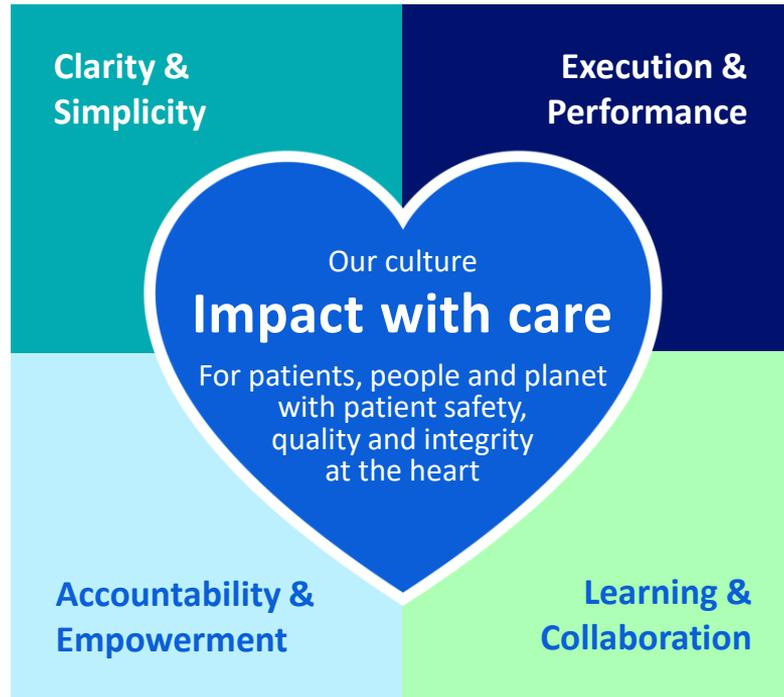 Clarity &
Simplicity
Execution &
Performance
Our culture
Impact with care
For patients, people and planet
with patient safety,
quality and integrity
at the heart
Accountability &
Empowerment
Learning &
Collaboration